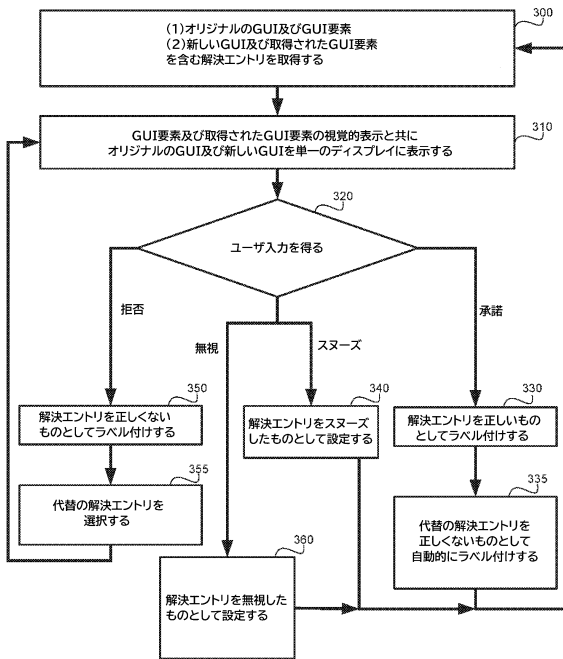 300
(1)オリジナルのGUI及びGUI要素
(2)新しいGUI及び取得されたGUI要素
を含む解決エントリを取得する
310
GUI要素及び取得されたGUI要素の視覚的表示と共に
オリジナルのGUI及び新しいGUIを単一のディスプレイに表示する
320
ユーザ入力を得る
拒否
無視
スヌーズ
承諾
350
解決エントリを正しくない
ものとしてラベル付けする
340
解決エントリをスヌーズ
したものとして設定する
330
解決エントリを正しいもの
としてラベル付けする
355
代替の解決エントリを
選択する
335
代替の解決エントリを
正しくないものとして
自動的にラベル付けする
360
解決エントリを無視した
ものとして設定する